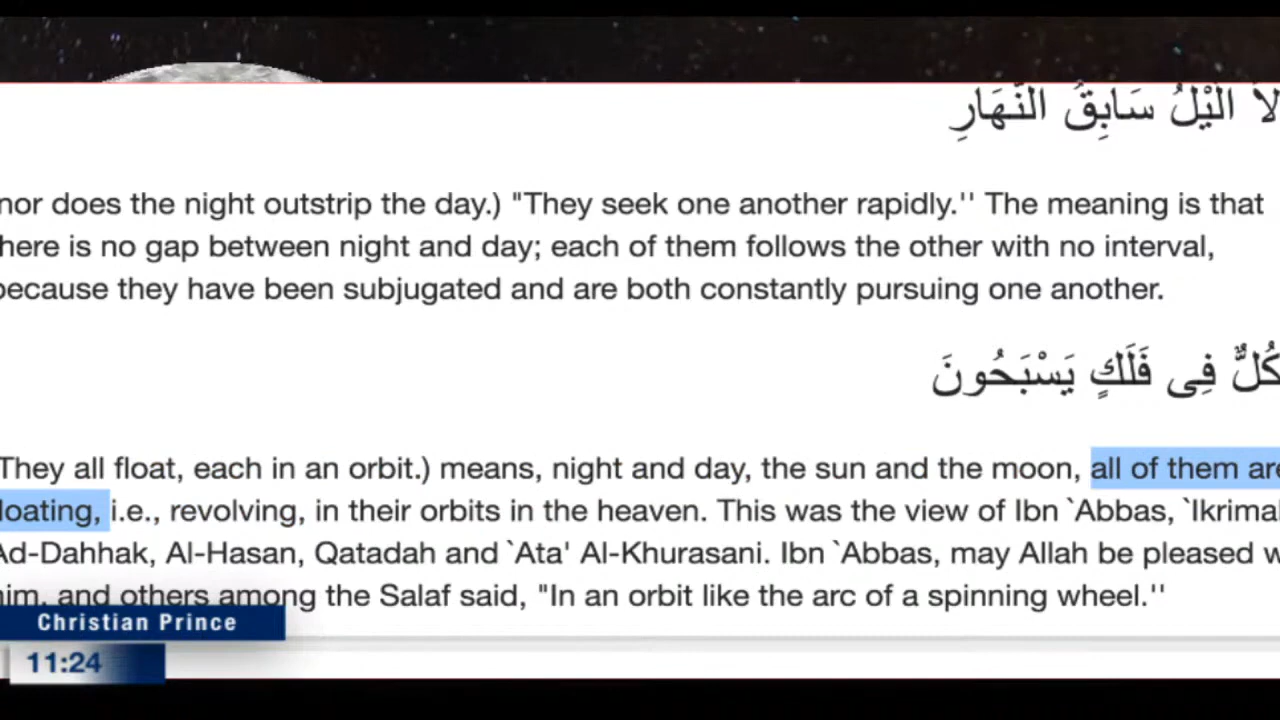 لَا الَّيْلُ سَابِقُ النَّهَارِ
nor does the night outstrip the day.) "They seek one another rapidly.'' The meaning is that
here is no gap between night and day; each of them follows the other with no interval,
because they have been subjugated and are both constantly pursuing one another.
كُلٌّ فِى فَلَكٍ يَسْبَحُونَ
They all float, each in an orbit.) means, night and day, the sun and the moon, all of them are
loating, i.e., revolving, in their orbits in the heaven. This was the view of Ibn `Abbas, `Ikrimah
Ad-Dahhak, Al-Hasan, Qatadah and `Ata' Al-Khurasani. Ibn `Abbas, may Allah be pleased w
him, and others among the Salaf said, "In an orbit like the arc of a spinning wheel.''
Christian Prince
11:24